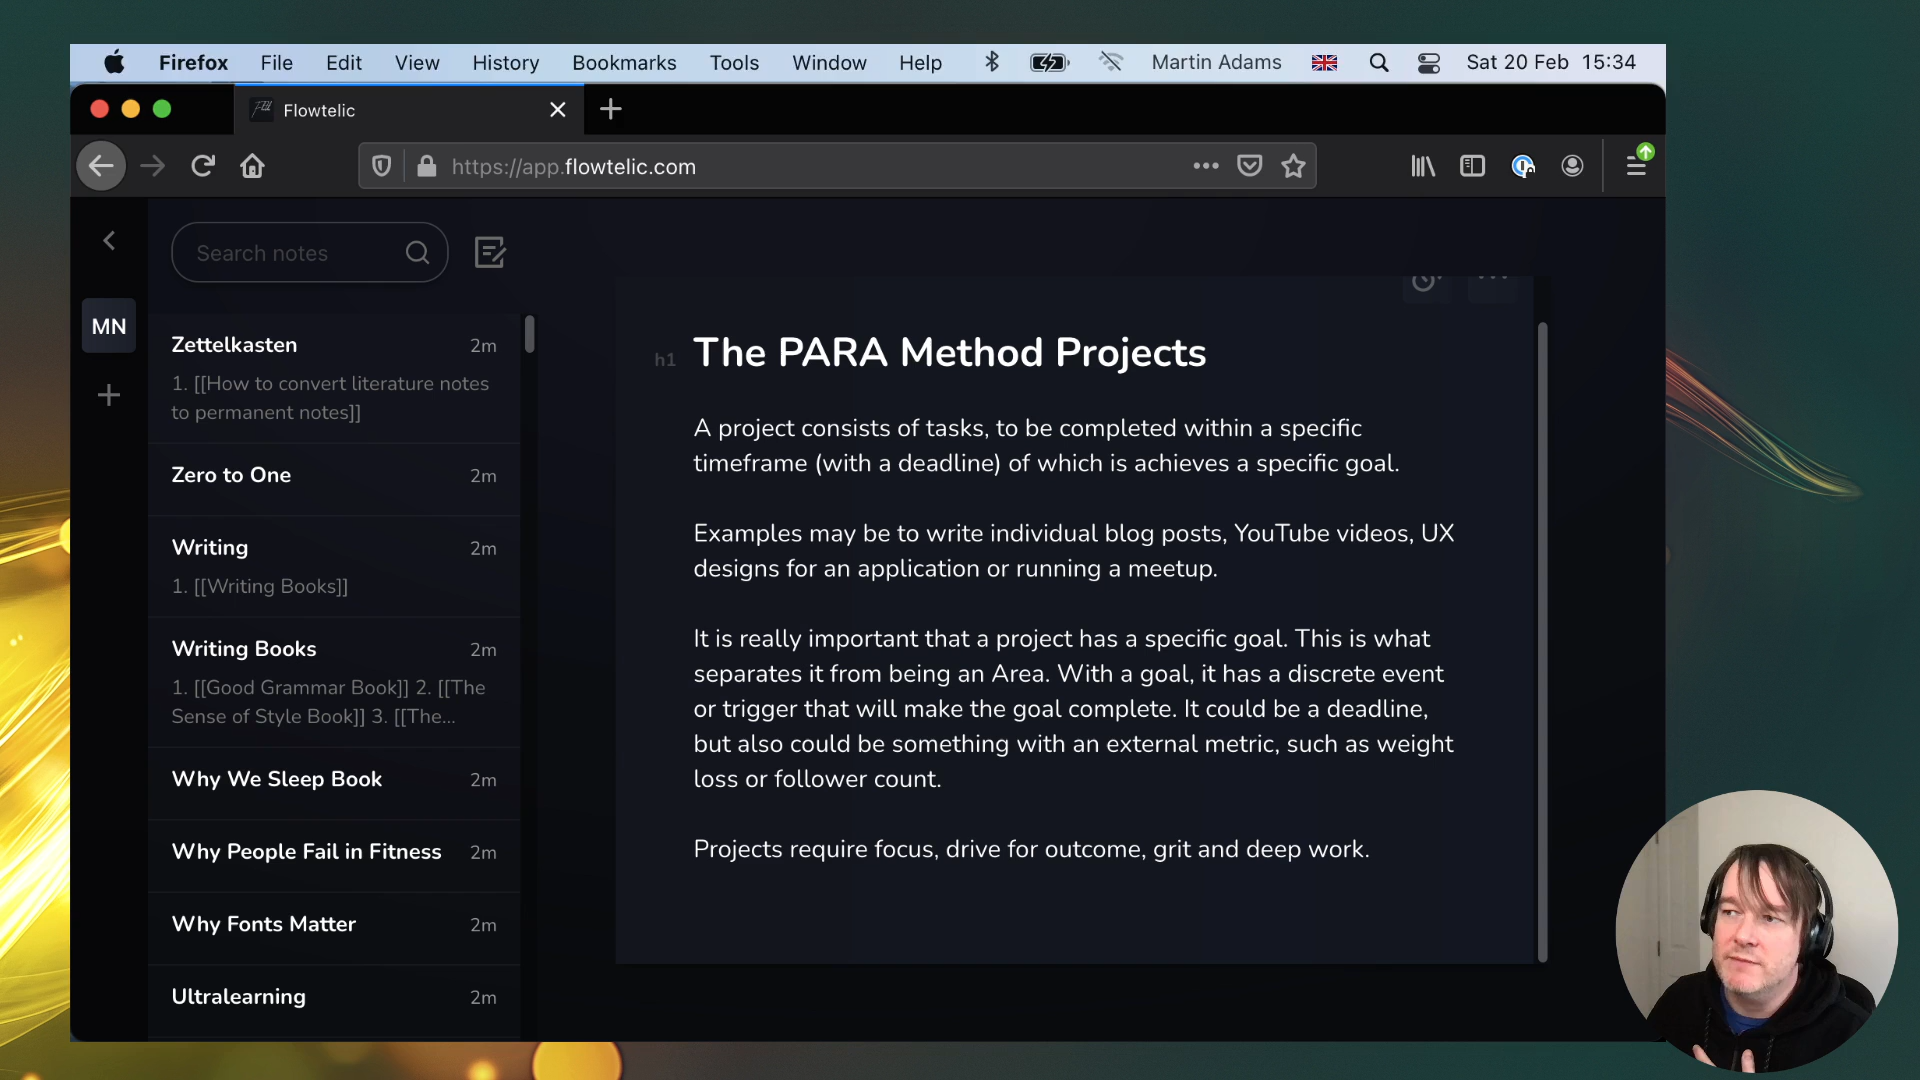 Firefox File Edit View History Bookmarks Tools Window Help Martin Adams Sat 20 Feb 15:34
Flowtelic
https://app.flowtelic.com
Search notes
MN
Zettelkasten 2m
1. [[How to convert literature notes
to permanent notes]]
Zero to One 2m
Writing 2m
1. [[Writing Books]]
Writing Books 2m
1. [[Good Grammar Book]] 2. [[The
Sense of Style Book]] 3. [[The...
Why We Sleep Book 2m
Why People Fail in Fitness 2m
Why Fonts Matter 2m
Ultralearning 2m
h1 The PARA Method Projects
A project consists of tasks, to be completed within a specific
timeframe (with a deadline) of which is achieves a specific goal.
Examples may be to write individual blog posts, YouTube videos, UX
designs for an application or running a meetup.
It is really important that a project has a specific goal. This is what
separates it from being an Area. With a goal, it has a discrete event
or trigger that will make the goal complete. It could be a deadline,
but also could be something with an external metric, such as weight
loss or follower count.
Projects require focus, drive for outcome, grit and deep work.